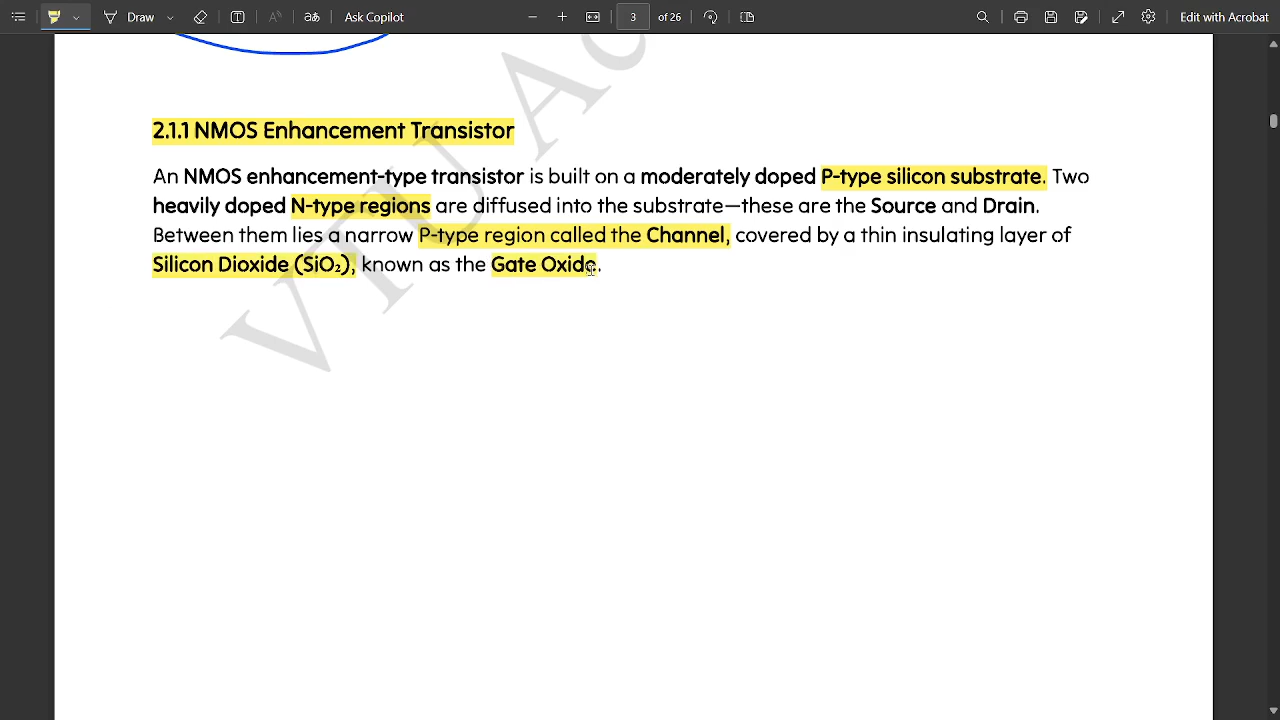 Draw
Ask Copilot
3 of 26
Edit with Acrobat
2.1.1 NMOS Enhancement Transistor
An NMOS enhancement-type transistor is built on a moderately doped P-type silicon substrate. Two
heavily doped N-type regions are diffused into the substrate—these are the Source and Drain.
Between them lies a narrow P-type region called the Channel, covered by a thin insulating layer of
Silicon Dioxide (SiO₂), known as the Gate Oxide.
VTU Ac